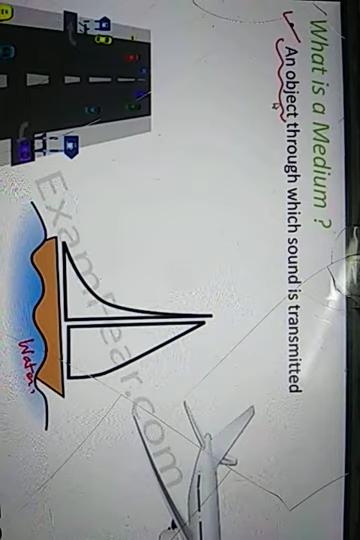 What is a Medium ?
An object through which sound is transmitted
Water
Examfear.com